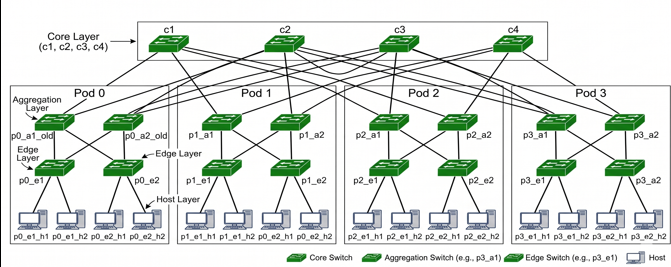 Core Layer
(c1, c2, c3, c4)
c1 c2 c3 c4
Pod 0 Pod 1 Pod 2 Pod 3
Aggregation
Layer
p0_a1_old p0_a2_old p1_a1 p1_a2 p2_a1 p2_a2 p3_a1 p3_a2
Edge
Layer
Edge Layer
p0_e1 p0_e2 p1_e1 p1_e2 p2_e1 p2_e2 p3_e1 p3_a2
Host Layer
p0_e1_h1 p0_e1_h2 p0_e2_h1 p0_e2_h2 p1_e1_h1 p1_e1_h2 p1_e2_h1 p1_e2_h2 p2_e1_h1 p2_e1_h2 p2_e2_h1 p2_e2_h2 p3_e1_h1 p3_e1_h2 p3_e2_h1 p3_e2_h2
Core Switch Aggregation Switch (e.g., p3_a1) Edge Switch (e.g., p3_e1) Host